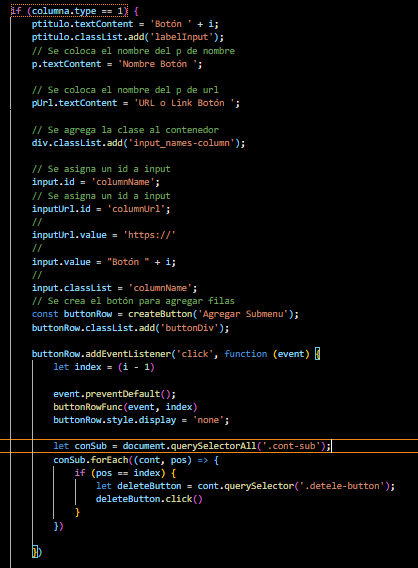 if (columna.type == 1) {
ptitulo.textContent = 'Botón ' + i;
ptitulo.classList.add('labelInput');
// Se coloca el nombre del p de nombre
p.textContent = 'Nombre Botón ';
// Se coloca el nombre del p de url
pUrl.textContent = 'URL o Link Botón ';
// Se agrega la clase al contenedor
div.classList.add('input_names-column');
// Se asigna un id a input
input.id = 'columnName';
// Se asigna un id a input
inputUrl.id = 'columnUrl';
//
inputUrl.value = 'https://'
//
input.value = "Botón " + i;
//
input.classList = 'columnName';
// Se crea el botón para agregar filas
const buttonRow = createButton('Agregar Submenu');
buttonRow.classList.add('buttonDiv');
buttonRow.addEventListener('click', function (event) {
let index = (i - 1)
event.preventDefault();
buttonRowFunc(event, index)
buttonRow.style.display = 'none';
let conSub = document.querySelectorAll('.cont-sub');
conSub.forEach((cont, pos) => {
if (pos == index) {
let deleteButton = cont.querySelector('.detele-button');
deleteButton.click()
}
})
})